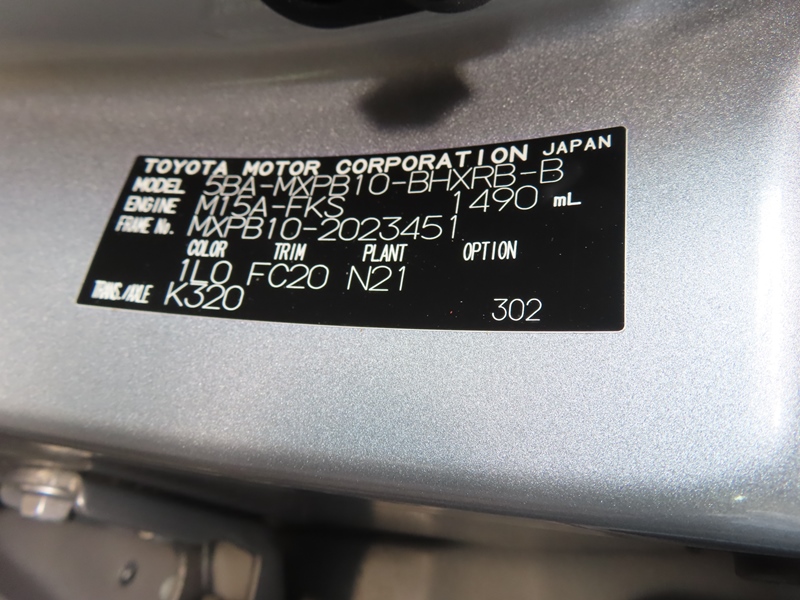 TOYOTA MOTOR CORPORATION JAPAN
MODEL 5BA-MXPB10-BHXRB-B
ENGINE M15A-FKS 1490 mL
FRAME No. MXPB10-2023451
COLOR TRIM PLANT OPTION
1L0 FC20 N21
TRANS./AXLE K320
302